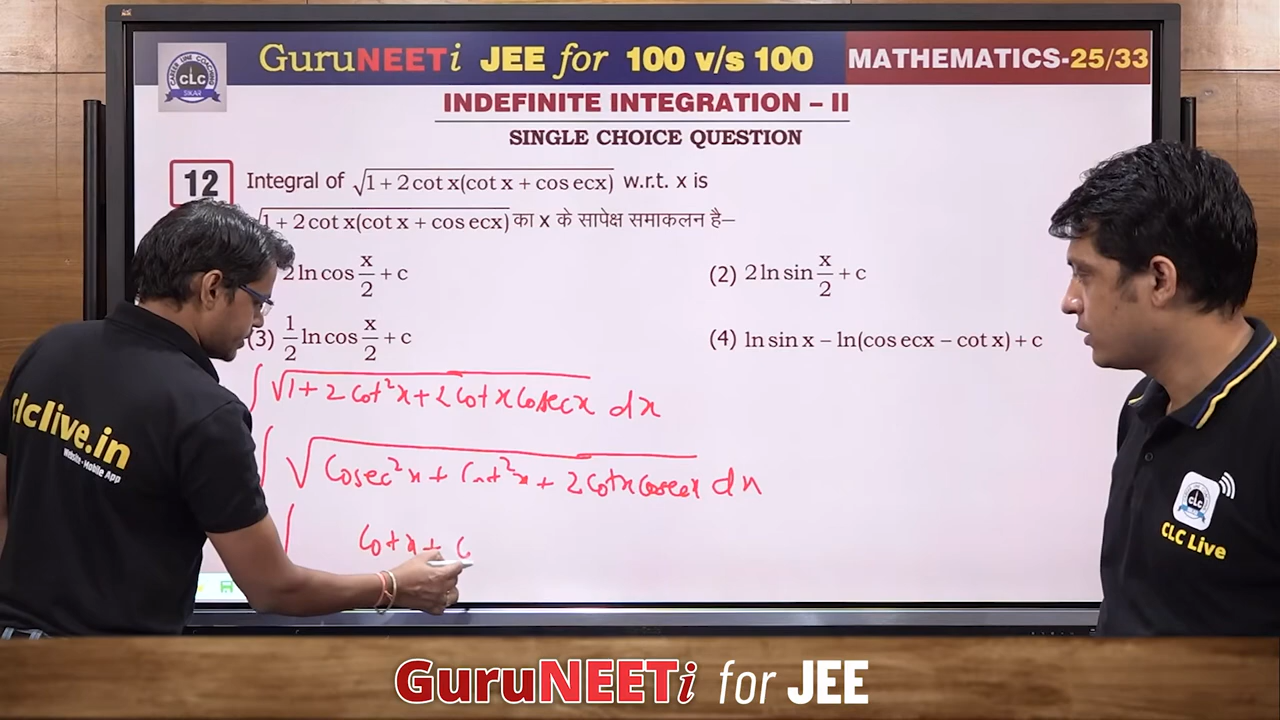 GuruNEETi JEE for 100 v/s 100
MATHEMATICS-25/33
CLC
SIKAR
INDEFINITE INTEGRATION – II
SINGLE CHOICE QUESTION
12 Integral of √1 + 2 cot x(cot x + cos ecx) w.r.t. x is
√1 + 2 cot x(cot x + cos ecx) का x के सापेक्ष समाकलन है–
2 ln cos x/2 + c
(2) 2 ln sin x/2 + c
(3) 1/2 ln cos x/2 + c
(4) ln sin x – ln(cos ecx – cot x) + c
∫ √1 + 2 cot²x + 2 cot x cosec x dx
∫ √cosec²x + cot²x + 2 cotx cosecx dx
∫ cot x + c
clclive.in
Website • Mobile App
CLC
CLC Live
GuruNEETi for JEE